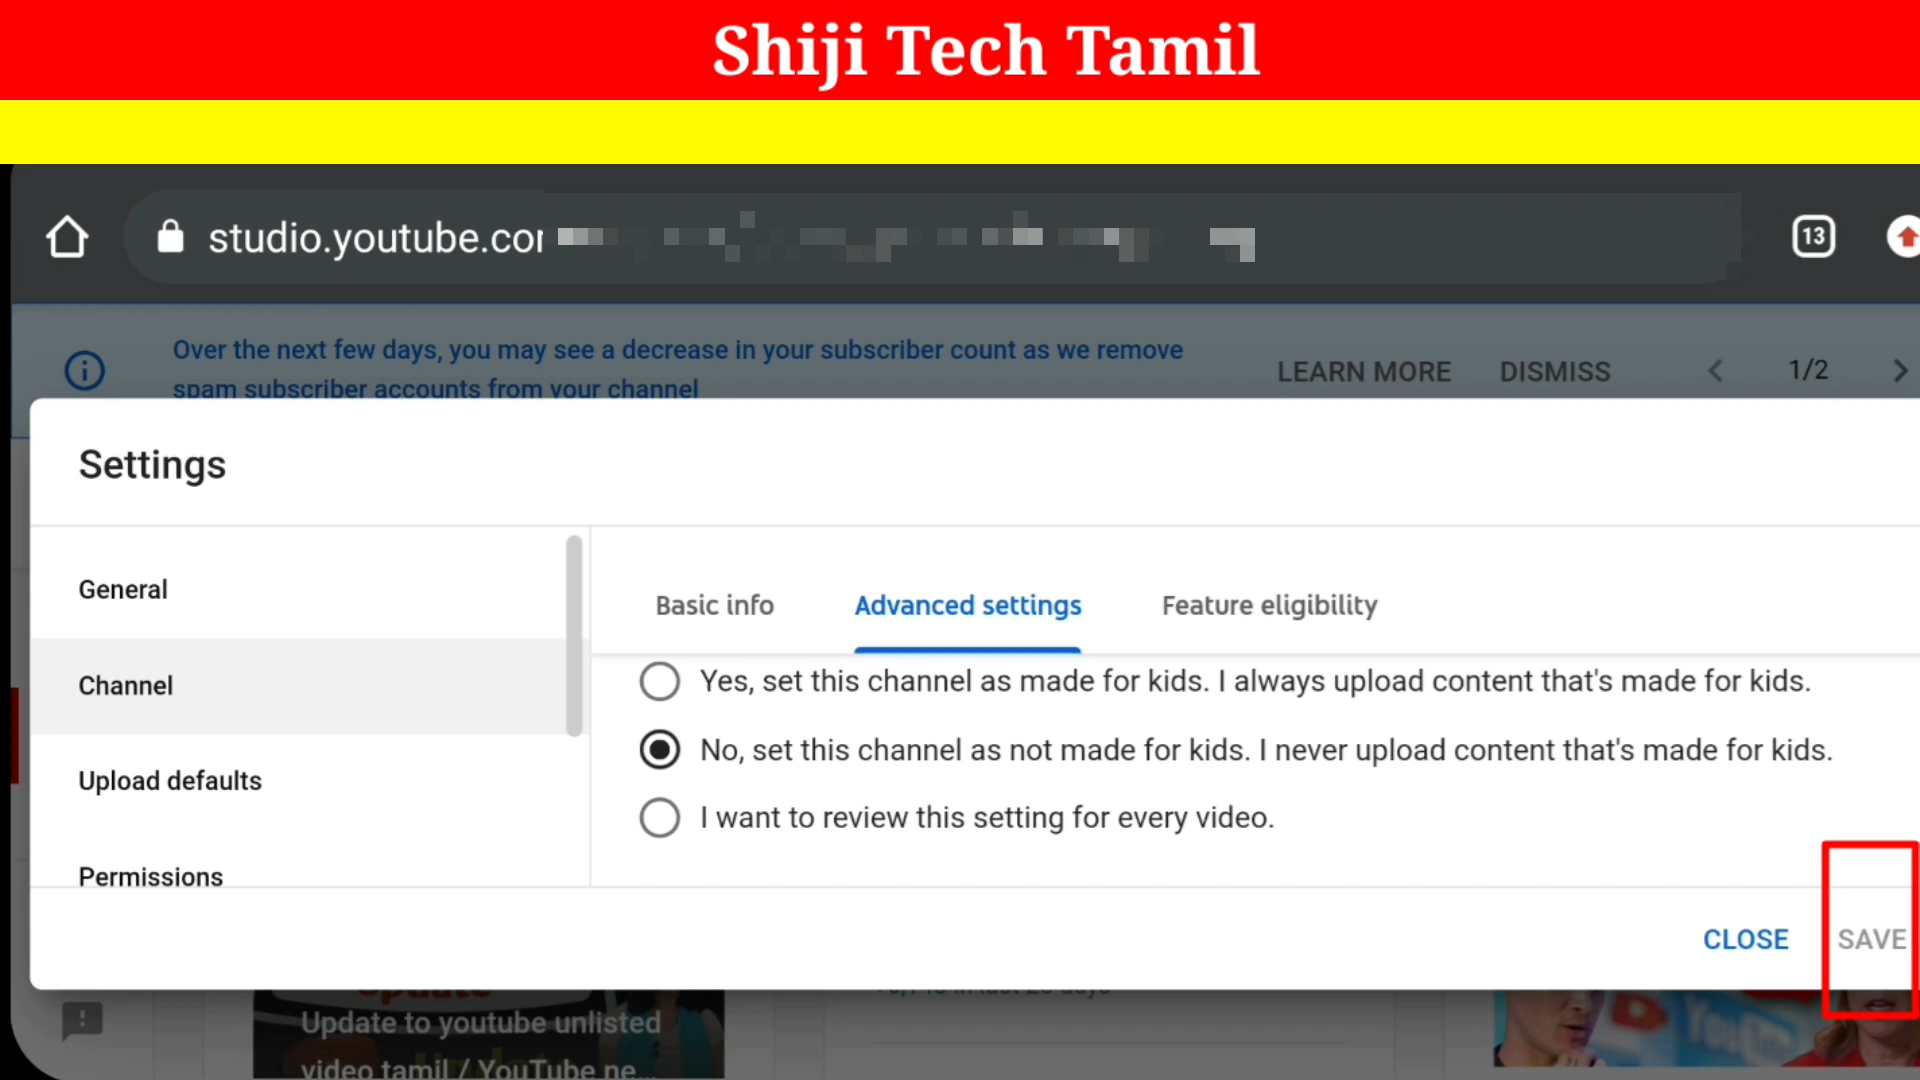 Shiji Tech Tamil
studio.youtube.co
13
Over the next few days, you may see a decrease in your subscriber count as we remove
spam subscriber accounts from your channel
LEARN MORE
DISMISS
1/2
Settings
General
Channel
Upload defaults
Permissions
Basic info
Advanced settings
Feature eligibility
Yes, set this channel as made for kids. I always upload content that's made for kids.
No, set this channel as not made for kids. I never upload content that's made for kids.
I want to review this setting for every video.
CLOSE
SAVE
Update
Update to youtube unlisted
video tamil / YouTube ne...
YouTube